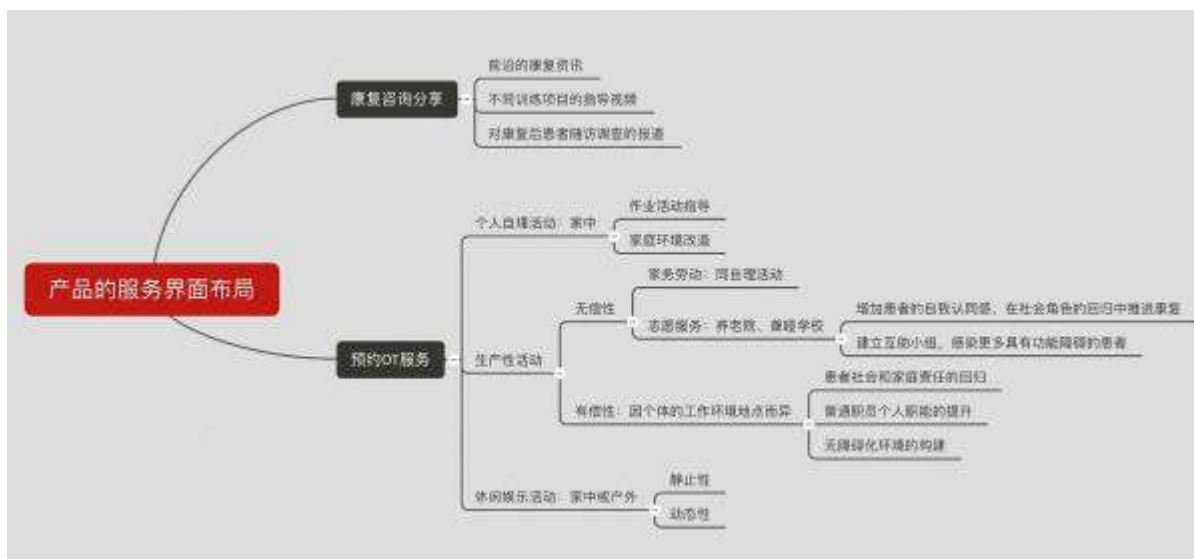 产品的服务界面布局
康复咨询分享
前沿的康复资讯
不同训练项目的指导视频
对康复后患者随访调查的报道
预约OT服务
个人自理活动：家中
作业活动指导
家庭环境改造
生产性活动
无偿性
家务劳动：同自理活动
志愿服务：养老院、聋哑学校
增加患者的自我认同感，在社会角色的回归中推进康复
建立互助小组，感染更多具有功能障碍的患者
有偿性：因个体的工作环境地点而异
患者社会和家庭责任的回归
普通职员个人职能的提升
无障碍化环境的构建
休闲娱乐活动：家中或户外
静止性
动态性